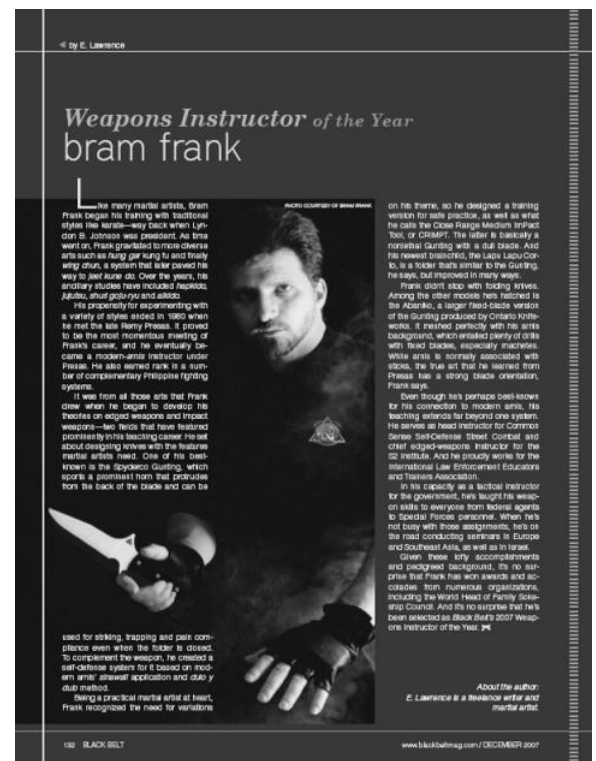 by E. Lawrence
Weapons Instructor of the Year
bram frank
Like many martial artists, Bram
Frank began his training with traditional
styles like karate—way back when Lyn-
don B. Johnson was president. As time
went on, Frank gravitated to more diverse
arts such as hung gar kung fu and finally
wing chun, a system that later paved his
way to jeet kune do. Over the years, his
ancillary studies have included hapkido,
jujutsu, shuri goju-ryu and aikido.
His propensity for experimenting with
a variety of styles ended in 1980 when
he met the late Remy Presas. It proved
to be the most momentous meeting of
Frank's career, and he eventually be-
came a modern-arnis instructor under
Presas. He also earned rank in a num-
ber of complementary Philippine fighting
systems.
It was from all those arts that Frank
drew when he began to develop his
theories on edged weapons and impact
weapons—two fields that have featured
prominently in his teaching career. He set
about designing knives with the features
martial artists need. One of his best-
known is the Spyderco Gunting, which
sports a prominent horn that protrudes
from the back of the blade and can be
used for striking, trapping and pain com-
pliance even when the folder is closed.
To complement the weapon, he created a
self-defense system for it based on mod-
ern arnis' sinawali application and dulo y
dulo method.
Being a practical martial artist at heart,
Frank recognized the need for variations
PHOTO COURTESY OF BRAM FRANK
on his theme, so he designed a training
version for safe practice, as well as what
he calls the Close Range Medium ImPact
Tool, or CRIMPT. The latter is basically a
nonlethal Gunting with a dull blade. And
his newest brainchild, the Lapu Lapu Cor-
to, is a folder that's similar to the Gunting,
he says, but improved in many ways.
Frank didn't stop with folding knives.
Among the other models he's hatched is
the Abaniko, a larger fixed-blade version
of the Gunting produced by Ontario Knife-
works. It meshed perfectly with his arnis
background, which entailed plenty of drills
with fixed blades, especially machetes.
While arnis is normally associated with
sticks, the true art that he learned from
Presas has a strong blade orientation,
Frank says.
Even though he's perhaps best-known
for his connection to modern arnis, his
teaching extends far beyond one system.
He serves as head instructor for Common
Sense Self-Defense Street Combat and
chief edged-weapons instructor for the
S2 Institute. And he proudly works for the
International Law Enforcement Educators
and Trainers Association.
In his capacity as a tactical instructor
for the government, he's taught his weap-
on skills to everyone from federal agents
to Special Forces personnel. When he's
not busy with those assignments, he's on
the road conducting seminars in Europe
and Southeast Asia, as well as in Israel.
Given these lofty accomplishments
and pedigreed background, it's no sur-
prise that Frank has won awards and ac-
colades from numerous organizations,
including the World Head of Family Soke-
ship Council. And it's no surprise that he's
been selected as Black Belt's 2007 Weap-
ons Instructor of the Year.
About the author:
E. Lawrence is a freelance writer and
martial artist.
132 BLACK BELT
www.blackbeltmag.com / DECEMBER 2007